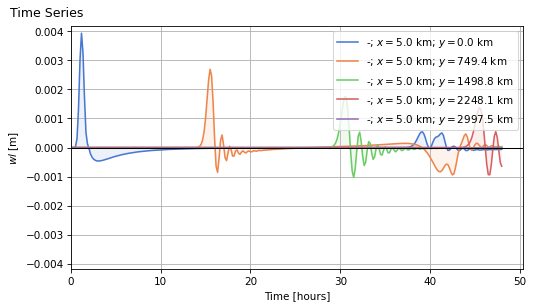 Time Series
0.004
0.003
0.002
0.001
0.000
−0.001
−0.002
−0.003
−0.004
w/ [m]
-; x = 5.0 km; y = 0.0 km
-; x = 5.0 km; y = 749.4 km
-; x = 5.0 km; y = 1498.8 km
-; x = 5.0 km; y = 2248.1 km
-; x = 5.0 km; y = 2997.5 km
0 10 20 30 40 50
Time [hours]